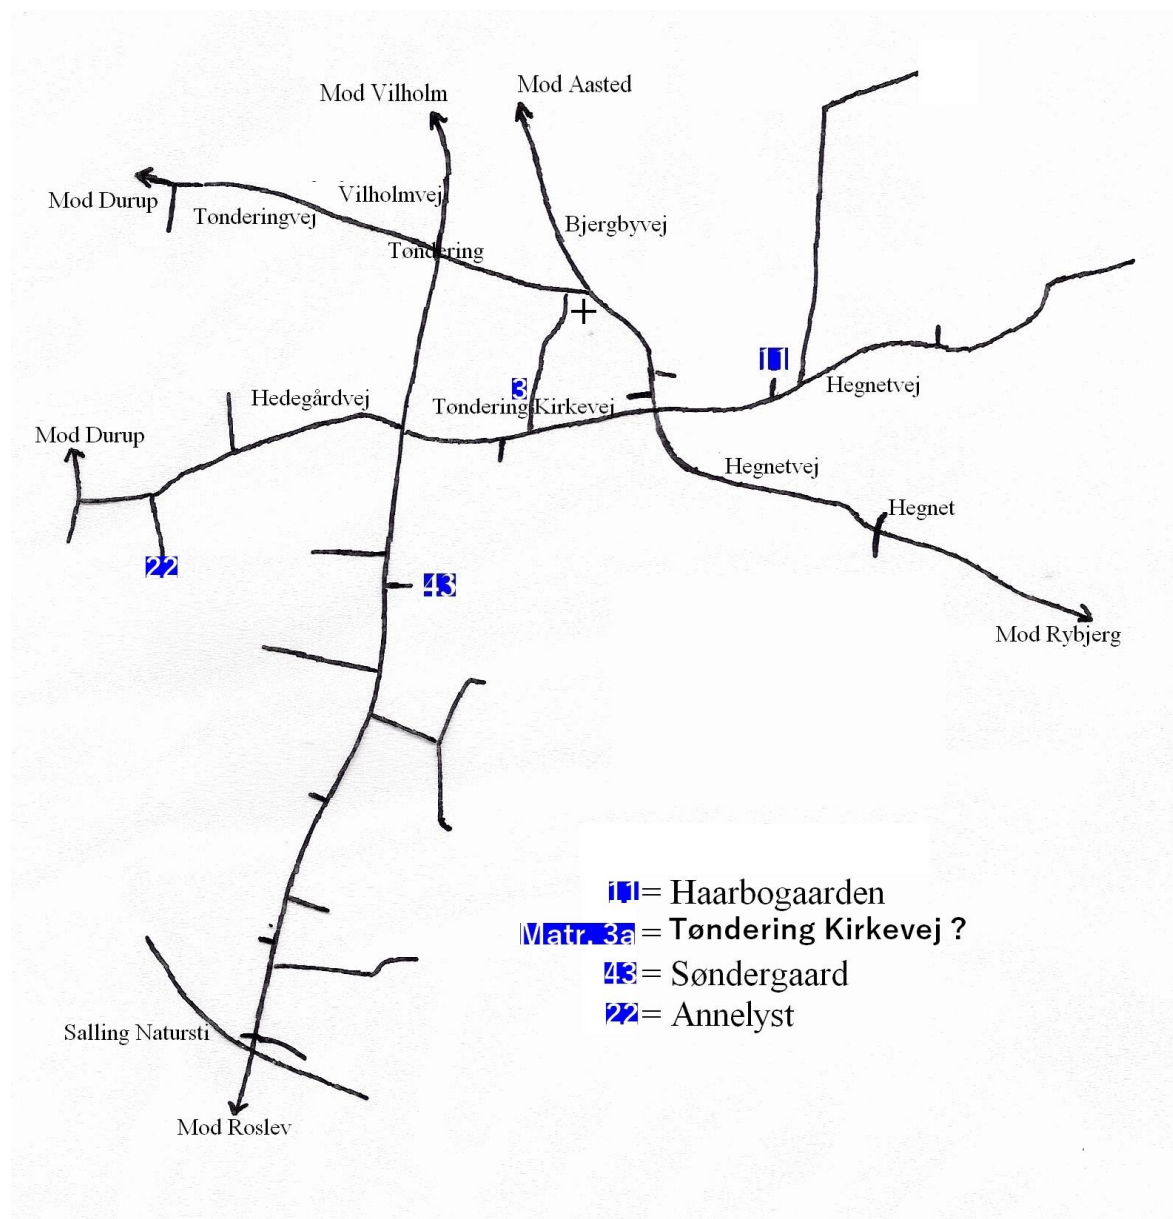 Mod Aasted
Mod Vilholm
Mod Durup
Vilholmvej
Tønderingvej
Bjergbyvej
Tøndering
11
Hegnetvej
3
Hedegårdvej
Tøndering Kirkevej
Mod Durup
Hegnetvej
Hegnet
22
43
Mod Rybjerg
11 = Haarbogaarden
Matr. 3a = Tøndering Kirkevej ?
43 = Søndergaard
22 = Annelyst
Salling Natursti
Mod Roslev